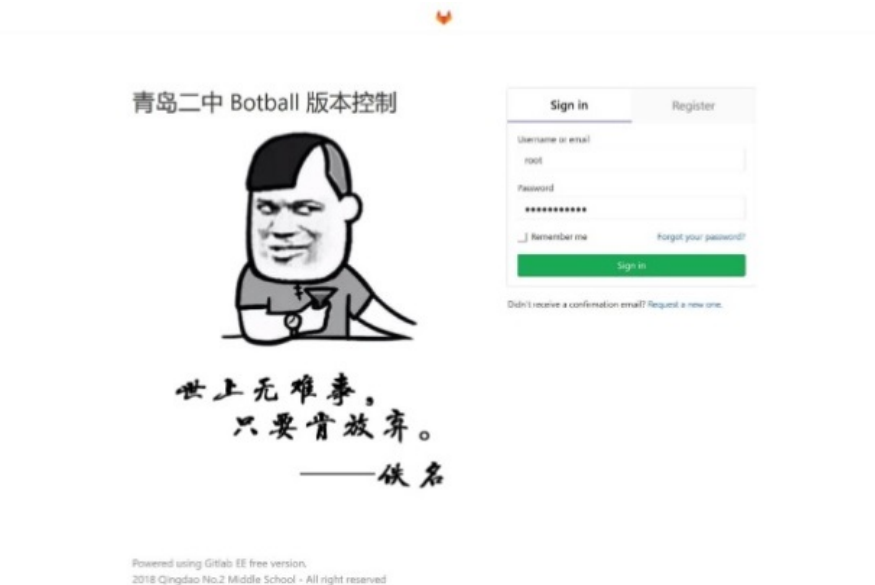 青岛二中 Botball 版本控制
世上无难事，
只要肯放弃。
——佚名
Sign in
Register
Username or email
root
Password
•••••••••••
Remember me
Forgot your password?
Sign in
Didn't receive a confirmation email? Request a new one.
Powered using Gitlab EE free version.
2018 Qingdao No.2 Middle School - All right reserved